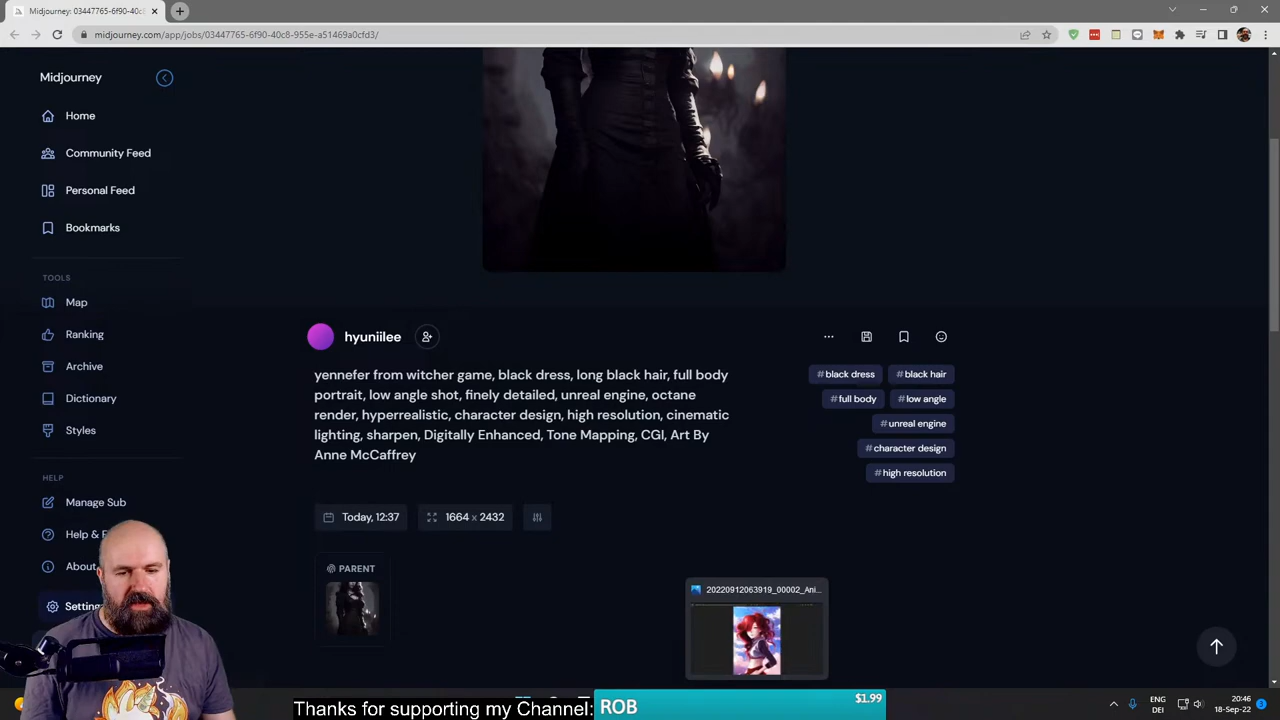 Midjourney: 03447765-6f90-40c8
midjourney.com/app/jobs/03447765-6f90-40c8-955e-a51469a0cfd3/
Midjourney
Home
Community Feed
Personal Feed
Bookmarks
TOOLS
Map
Ranking
Archive
Dictionary
Styles
HELP
Manage Sub
Help & F
About
Setting
hyuniilee
yennefer from witcher game, black dress, long black hair, full body
portrait, low angle shot, finely detailed, unreal engine, octane
render, hyperrealistic, character design, high resolution, cinematic
lighting, sharpen, Digitally Enhanced, Tone Mapping, CGI, Art By
Anne McCaffrey
#black dress #black hair
#full body #low angle
#unreal engine
#character design
#high resolution
Today, 12:37
1664 x 2432
PARENT
20220912063919_00002_Ani...
Thanks for supporting my Channel: ROB $1.99
ENG
DEI
20:46
18-Sep-22